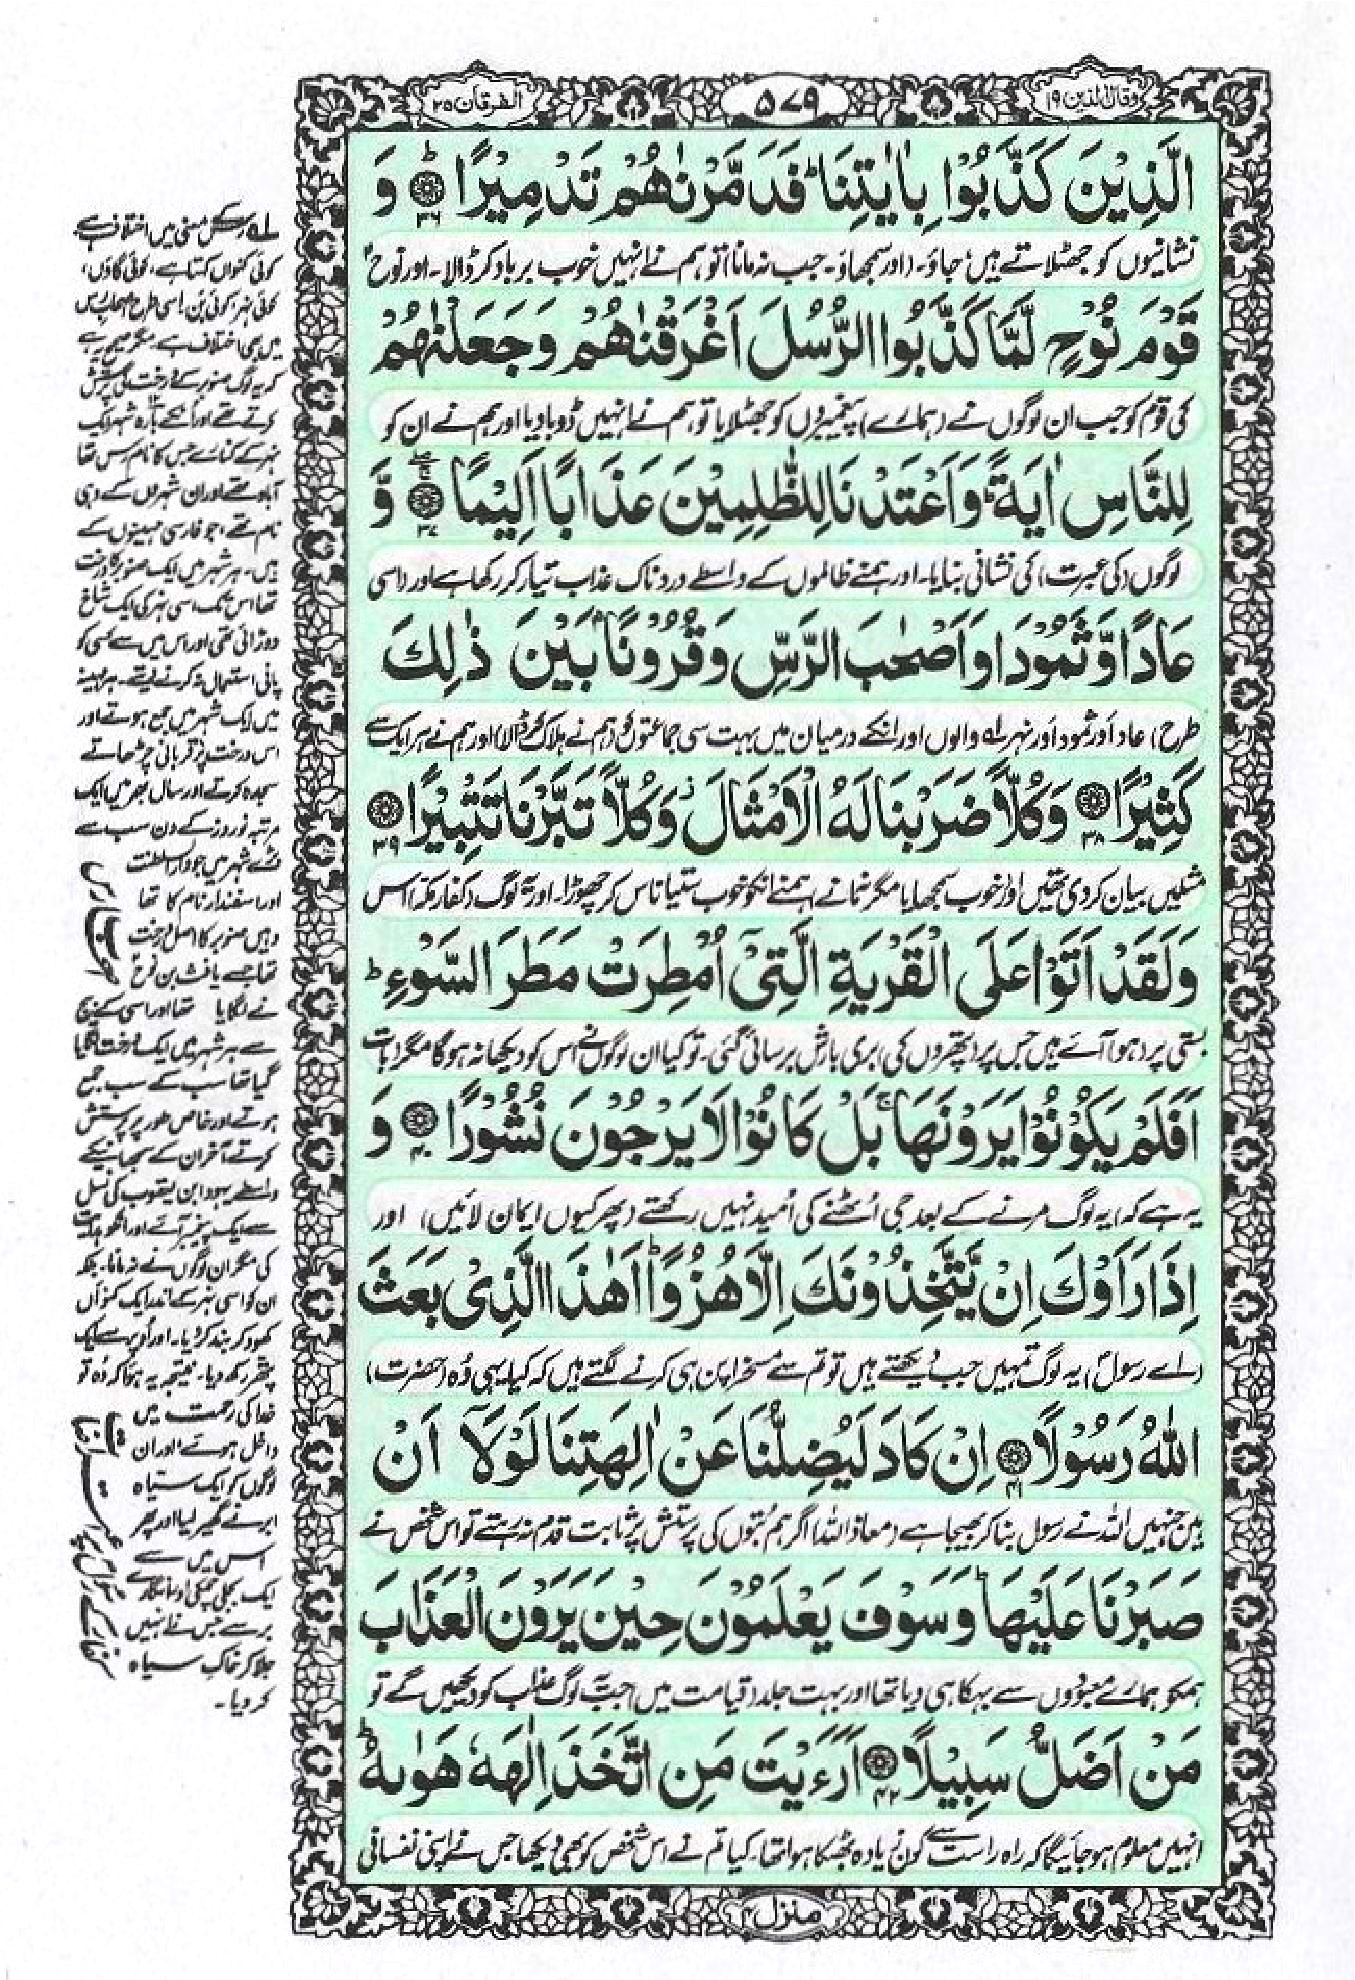 وقال الذين ۱۹
۵۷۹
الفرقان ۲۵
الَّذِيْنَ كَذَّبُوْا بِاٰيٰتِنَا ؕ فَدَمَّرْنٰهُمْ تَدْمِيْرًا ۳۶ ؕ وَ
نشانیوں کو جھٹلاتے ہیں جاؤ۔ (اور سمجھاؤ۔ جب نہ مانا) تو ہم نے انہیں خوب برباد کر ڈالا۔ اور نوح ؑ
قَوْمَ نُوْحٍ لَّمَّا كَذَّبُوا الرُّسُلَ اَغْرَقْنٰهُمْ وَجَعَلْنٰهُمْ
کی قوم کو جب ان لوگوں نے (ہمارے) پیغمبروں کو جھٹلایا تو ہم نے انہیں ڈوبا دیا اور ہم نے ان کو
لِلنَّاسِ اٰيَةً ؕ وَاَعْتَدْنَا لِلظّٰلِمِيْنَ عَذَابًا اَلِيْمًا ۳۷ وَّ
لوگوں (کی عبرت) کی نشانی بنایا۔ اور ہمنے ظالموں کے واسطے دردناک عذاب تیار کر رکھا ہے اور (اسی
عَادًا وَّثَمُوْدَا۟ وَاَصْحٰبَ الرَّسِّ وَقُرُوْنًۢا بَيْنَ ذٰلِكَ
طرح) عاد اور ثمود اور نہر لہ والوں اور انکے درمیان میں بہت سی جماعتوں کو (ہم نے ہلاک کر ڈالا) اور ہم نے ہر ایک سے
كَثِيْرًا ۳۸ وَكُلًّا ضَرَبْنَا لَهُ الْاَمْثَالَ ز وَكُلًّا تَبَّرْنَا تَتْبِيْرًا ۳۹
مثلیں بیان کر دی تھیں اور خوب سمجھایا مگر نہ مانے) ہمنے انکو خوب ستیاناس کر چھوڑا۔ اور یہ لوگ (کفار مکہ) اس
وَلَقَدْ اَتَوْا عَلَى الْقَرْيَةِ الَّتِيْٓ اُمْطِرَتْ مَطَرَ السَّوْءِ ؕ
بستی پر (ہو) آئے ہیں جس پر (پتھروں کی) بری بارش برسائی گئی۔ تو کیا ان لوگوں نے اس کو دیکھا نہ ہوگا مگر (بات
اَفَلَمْ يَكُوْنُوْا يَرَوْنَهَا ۚ بَلْ كَانُوْا لَا يَرْجُوْنَ نُشُوْرًا ۴۰ وَ
یہ ہے کہ) یہ لوگ مرنے کے بعد جی اُٹھنے کی اُمید نہیں رکھتے (پھر کیوں ایمان لائیں) اور
اِذَا رَاَوْكَ اِنْ يَّتَّخِذُوْنَكَ اِلَّا هُزُوًا ؕ اَهٰذَا الَّذِيْ بَعَثَ
(اے رسول ؐ) یہ لوگ تمہیں جب دیکھتے ہیں تو تم سے مسخراپن ہی کرنے لگتے ہیں کہ کیا یہی وہ (حضرت)
اللّٰهُ رَسُوْلًا ۴۱ اِنْ كَادَ لَيُضِلُّنَا عَنْ اٰلِهَتِنَا لَوْلَآ اَنْ
ہیں جنہیں اللہ نے رسول بنا کر بھیجا ہے (معاذ اللہ) اگر ہم بتوں کی پرستش پر ثابت قدم نہ رہتے تو اس شخص نے
صَبَرْنَا عَلَيْهَا ؕ وَسَوْفَ يَعْلَمُوْنَ حِيْنَ يَرَوْنَ الْعَذَابَ
ہمکو ہمارے معبودوں سے بہکا ہی دیا تھا اور بہت جلد (قیامت میں) جب یہ لوگ عذاب کو دیکھیں گے تو
مَنْ اَضَلُّ سَبِيْلًا ۴۲ اَرَءَيْتَ مَنِ اتَّخَذَ اِلٰهَهٗ هَوٰىهُ ؕ
انہیں معلوم ہو جائیگا کہ راہ راست سے کون زیادہ بھٹکا ہوا تھا۔ کیا تم نے اس شخص کو بھی دیکھا جس نے اپنی نفسانی
منزل ۴
لہ رس کے معنی میں اختلاف ہے
کوئی کنواں کہتا ہے، کوئی گاؤں،
کوئی نہر کوئی بَن، اسی طرح اصحاب رس
میں بھی اختلاف ہے، مگر صحیح یہ ہے
کہ یہ لوگ صنوبر کے درخت کی پرستش
کرتے تھے اور انکے بارہ شہر ایک
نہر کے کنارے جس کا نام رس تھا
آباد تھے اور ان شہروں کے وہی
نام تھے، جو فارسی مہینوں کے
ہیں۔ ہر شہر میں ایک صنوبر کا درخت
تھا اس تک اسی نہر کی ایک شاخ
دوڑائی تھی اور اس میں سے کسی کو
پانی استعمال نہ کرنے دیتے۔ ہر مہینہ
میں ایک شہر میں جمع ہوتے اور
اس درخت پر قربانی چڑھاتے
سجدہ کرتے اور سال بھر میں ایک
مرتبہ نوروز کے دن سب سے
بڑے شہر میں جو دار السلطنت
اور اسفندار نام کا تھا
وہیں صنوبر کا اصل درخت
تھا جسے یافث بن نوح ؑ
نے لگایا تھا اور اسی کے بیج
سے ہر شہر میں ایک درخت لگایا
گیا تھا سب کے سب جمع
ہوتے اور خاص طور پر پرستش
کرتے، آخر ان کے سمجھانیکے
واسطے یہودا بن یعقوب کی نسل
سے ایک پیغمبر آئے اور انکو ہدایت
کی مگر ان لوگوں نے نہ مانا۔ بلکہ
ان کو اسی نہر کے اندر ایک کنواں
کھود کر بند کر دیا۔ اور اوپر سے ایک
پتھر رکھ دیا۔ نتیجہ یہ ہوا کہ وہ تو
خدا کی رحمت میں
داخل ہوتے اور ان
لوگوں کو ایک سیاہ
ابر نے گھیر لیا اور پھر
اس میں سے
ایک بجلی چمکی اور انگارے
برسے جس نے انہیں
جلا کر خاک سیاہ
کر دیا۔